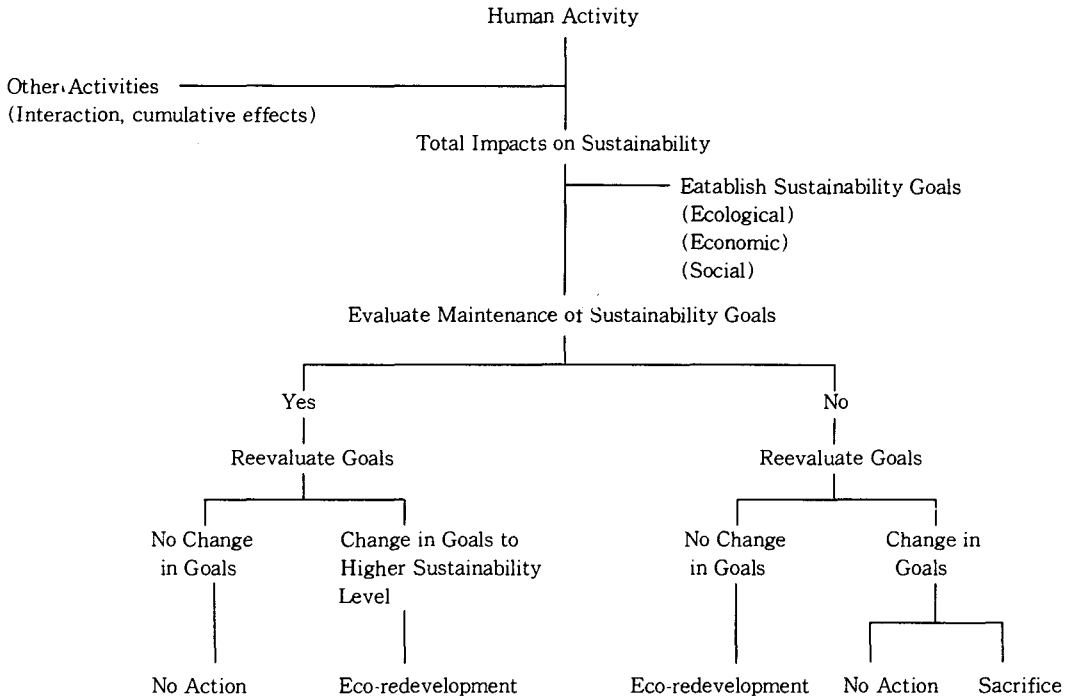 Human Activity
Other Activities
(Interaction, cumulative effects)
Total Impacts on Sustainability
Eatablish Sustainability Goals
(Ecological)
(Economic)
(Social)
Evaluate Maintenance of Sustainability Goals
Yes
No
Reevaluate Goals
Reevaluate Goals
No Change
in Goals
Change in Goals to
Higher Sustainability
Level
No Change
in Goals
Change in
Goals
No Action
Eco-redevelopment
Eco-redevelopment
No Action
Sacrifice